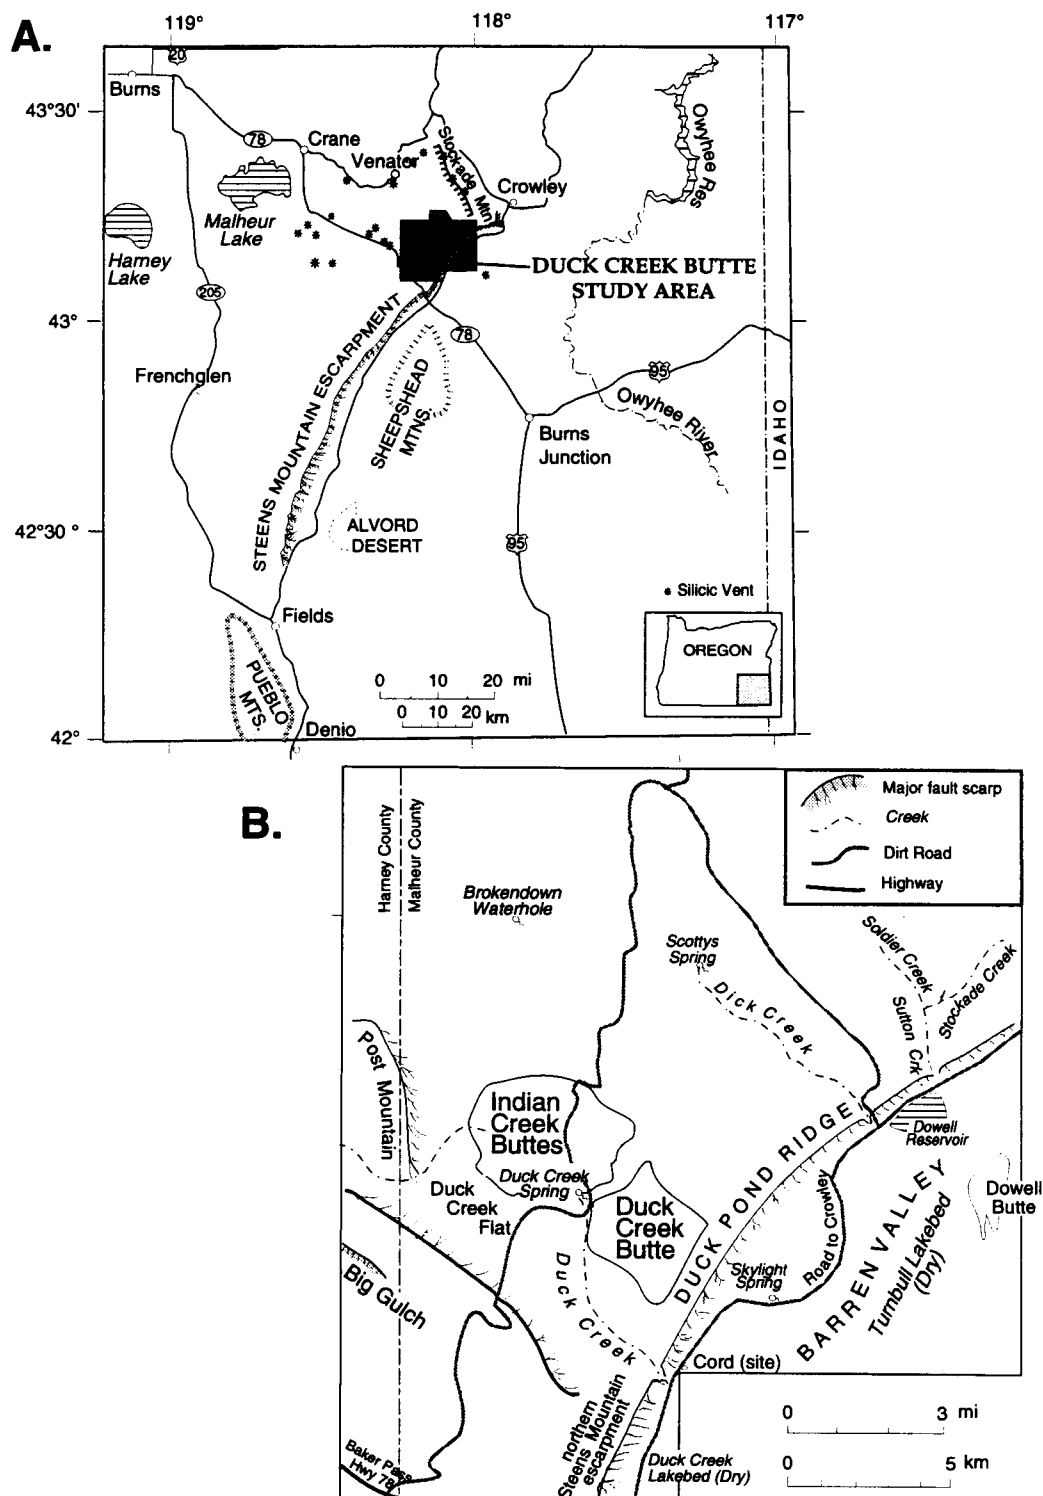 A.
119°
118°
117°
20
Burns
43°30'
78
Crane
Venator
Stockade Mtn
Crowley
Owyhee Res
Malheur
Lake
Harney
Lake
DUCK CREEK BUTTE
STUDY AREA
205
43°
78
STEENS MOUNTAIN ESCARPMENT
Frenchglen
SHEEPSHEAD
MTNS.
95
Owyhee River
IDAHO
Burns
Junction
42°30'°
ALVORD
DESERT
95
* Silicic Vent
Fields
OREGON
PUEBLO
MTS.
0 10 20 mi
0 10 20 km
Denio
42°
B.
Harney County
Malheur County
Major fault scarp
Creek
Dirt Road
Highway
Brokendown
Waterhole
Scottys
Spring
Dick Creek
Soldier Creek
Sutton Crk
Stockade Creek
Post Mountain
Indian
Creek
Buttes
Duck Creek
Spring
Duck
Creek
Flat
Duck
Creek
Butte
DUCK POND RIDGE
Dowell
Reservoir
Dowell
Butte
Road to Crowley
BARREN VALLEY
Turnbull Lakebed
(Dry)
Skylight
Spring
Big Gulch
Duck Creek
Cord (site)
northern
Steens Mountain
escarpment
Duck Creek
Lakebed (Dry)
Baker Pass
Hwy 78
0 3 mi
0 5 km